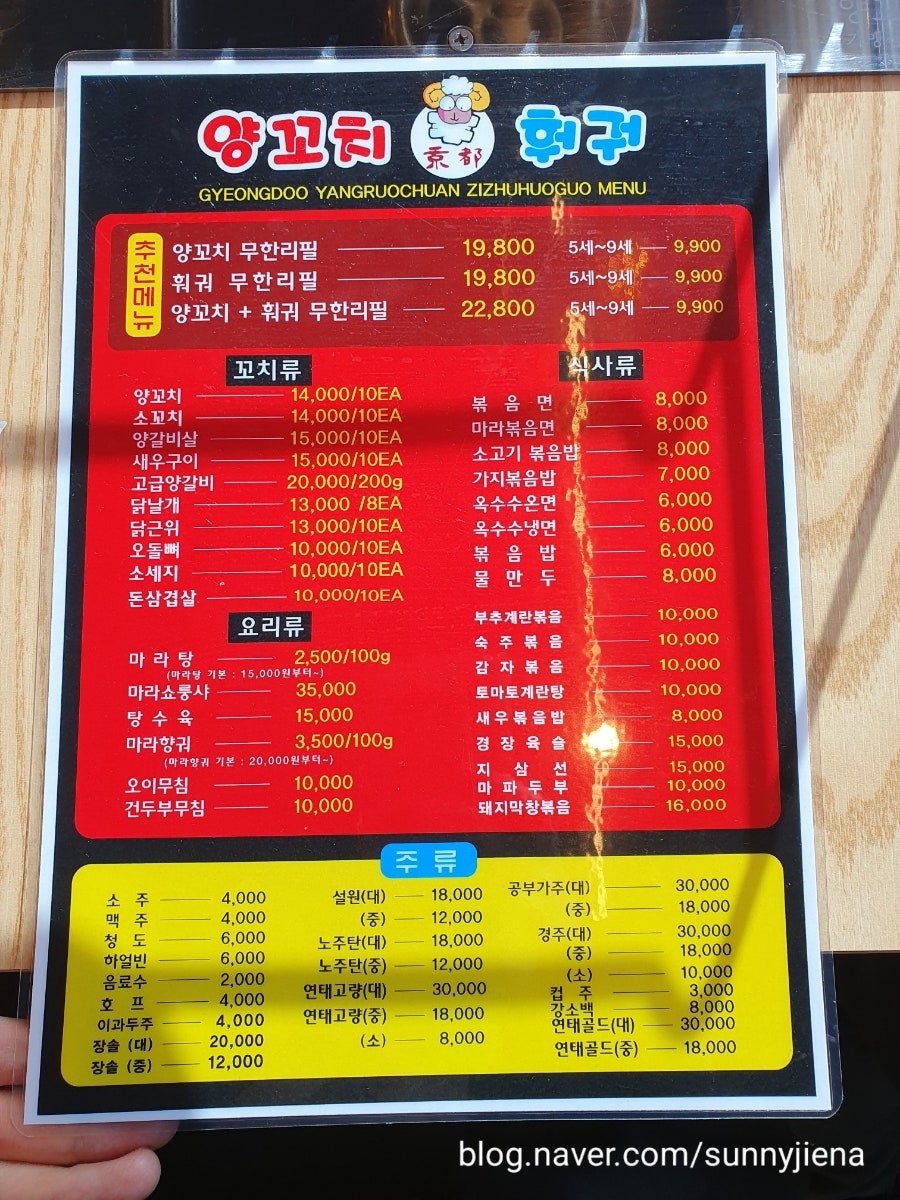 양꼬치 京都 훠궈
GYEONGDOO YANGRUOCHUAN ZIZHUHUOGUO MENU
추천메뉴
양꼬치 무한리필 19,800 5세~9세 9,900
훠궈 무한리필 19,800 5세~9세 9,900
양꼬치 + 훠궈 무한리필 22,800 5세~9세 9,900
꼬치류
양꼬치 14,000/10EA
소꼬치 14,000/10EA
양갈비살 15,000/10EA
새우구이 15,000/10EA
고급양갈비 20,000/200g
닭날개 13,000 /8EA
닭근위 13,000/10EA
오돌뼈 10,000/10EA
소세지 10,000/10EA
돈삼겹살 10,000/10EA
요리류
마 라 탕 2,500/100g
(마라탕 기본 : 15,000원부터~)
마라쇼룽샤 35,000
탕 수 육 15,000
마라향궈 3,500/100g
(마라향궈 기본 : 20,000원부터~)
오이무침 10,000
건두부무침 10,000
식사류
볶 음 면 8,000
마라볶음면 8,000
소고기 볶음밥 8,000
가지볶음밥 7,000
옥수수온면 6,000
옥수수냉면 6,000
볶 음 밥 6,000
물 만 두 8,000
부추계란볶음 10,000
숙 주 볶 음 10,000
감 자 볶 음 10,000
토마토계란탕 10,000
새우볶음밥 8,000
경 장 육 슬 15,000
지 삼 선 15,000
마 파 두 부 10,000
돼지막창볶음 16,000
주 류
소 주 4,000
맥 주 4,000
청 도 6,000
하얼빈 6,000
음료수 2,000
호 프 4,000
이과두주 4,000
장솔 (대) 20,000
장솔 (중) 12,000
설원(대) 18,000
(중) 12,000
노주탄(대) 18,000
노주탄(중) 12,000
연태고량(대) 30,000
연태고량(중) 18,000
(소) 8,000
공부가주(대) 30,000
(중) 18,000
경주(대) 30,000
(중) 18,000
(소) 10,000
컵 주 3,000
강소백 8,000
연태골드(대) 30,000
연태골드(중) 18,000
blog.naver.com/sunnyjiena